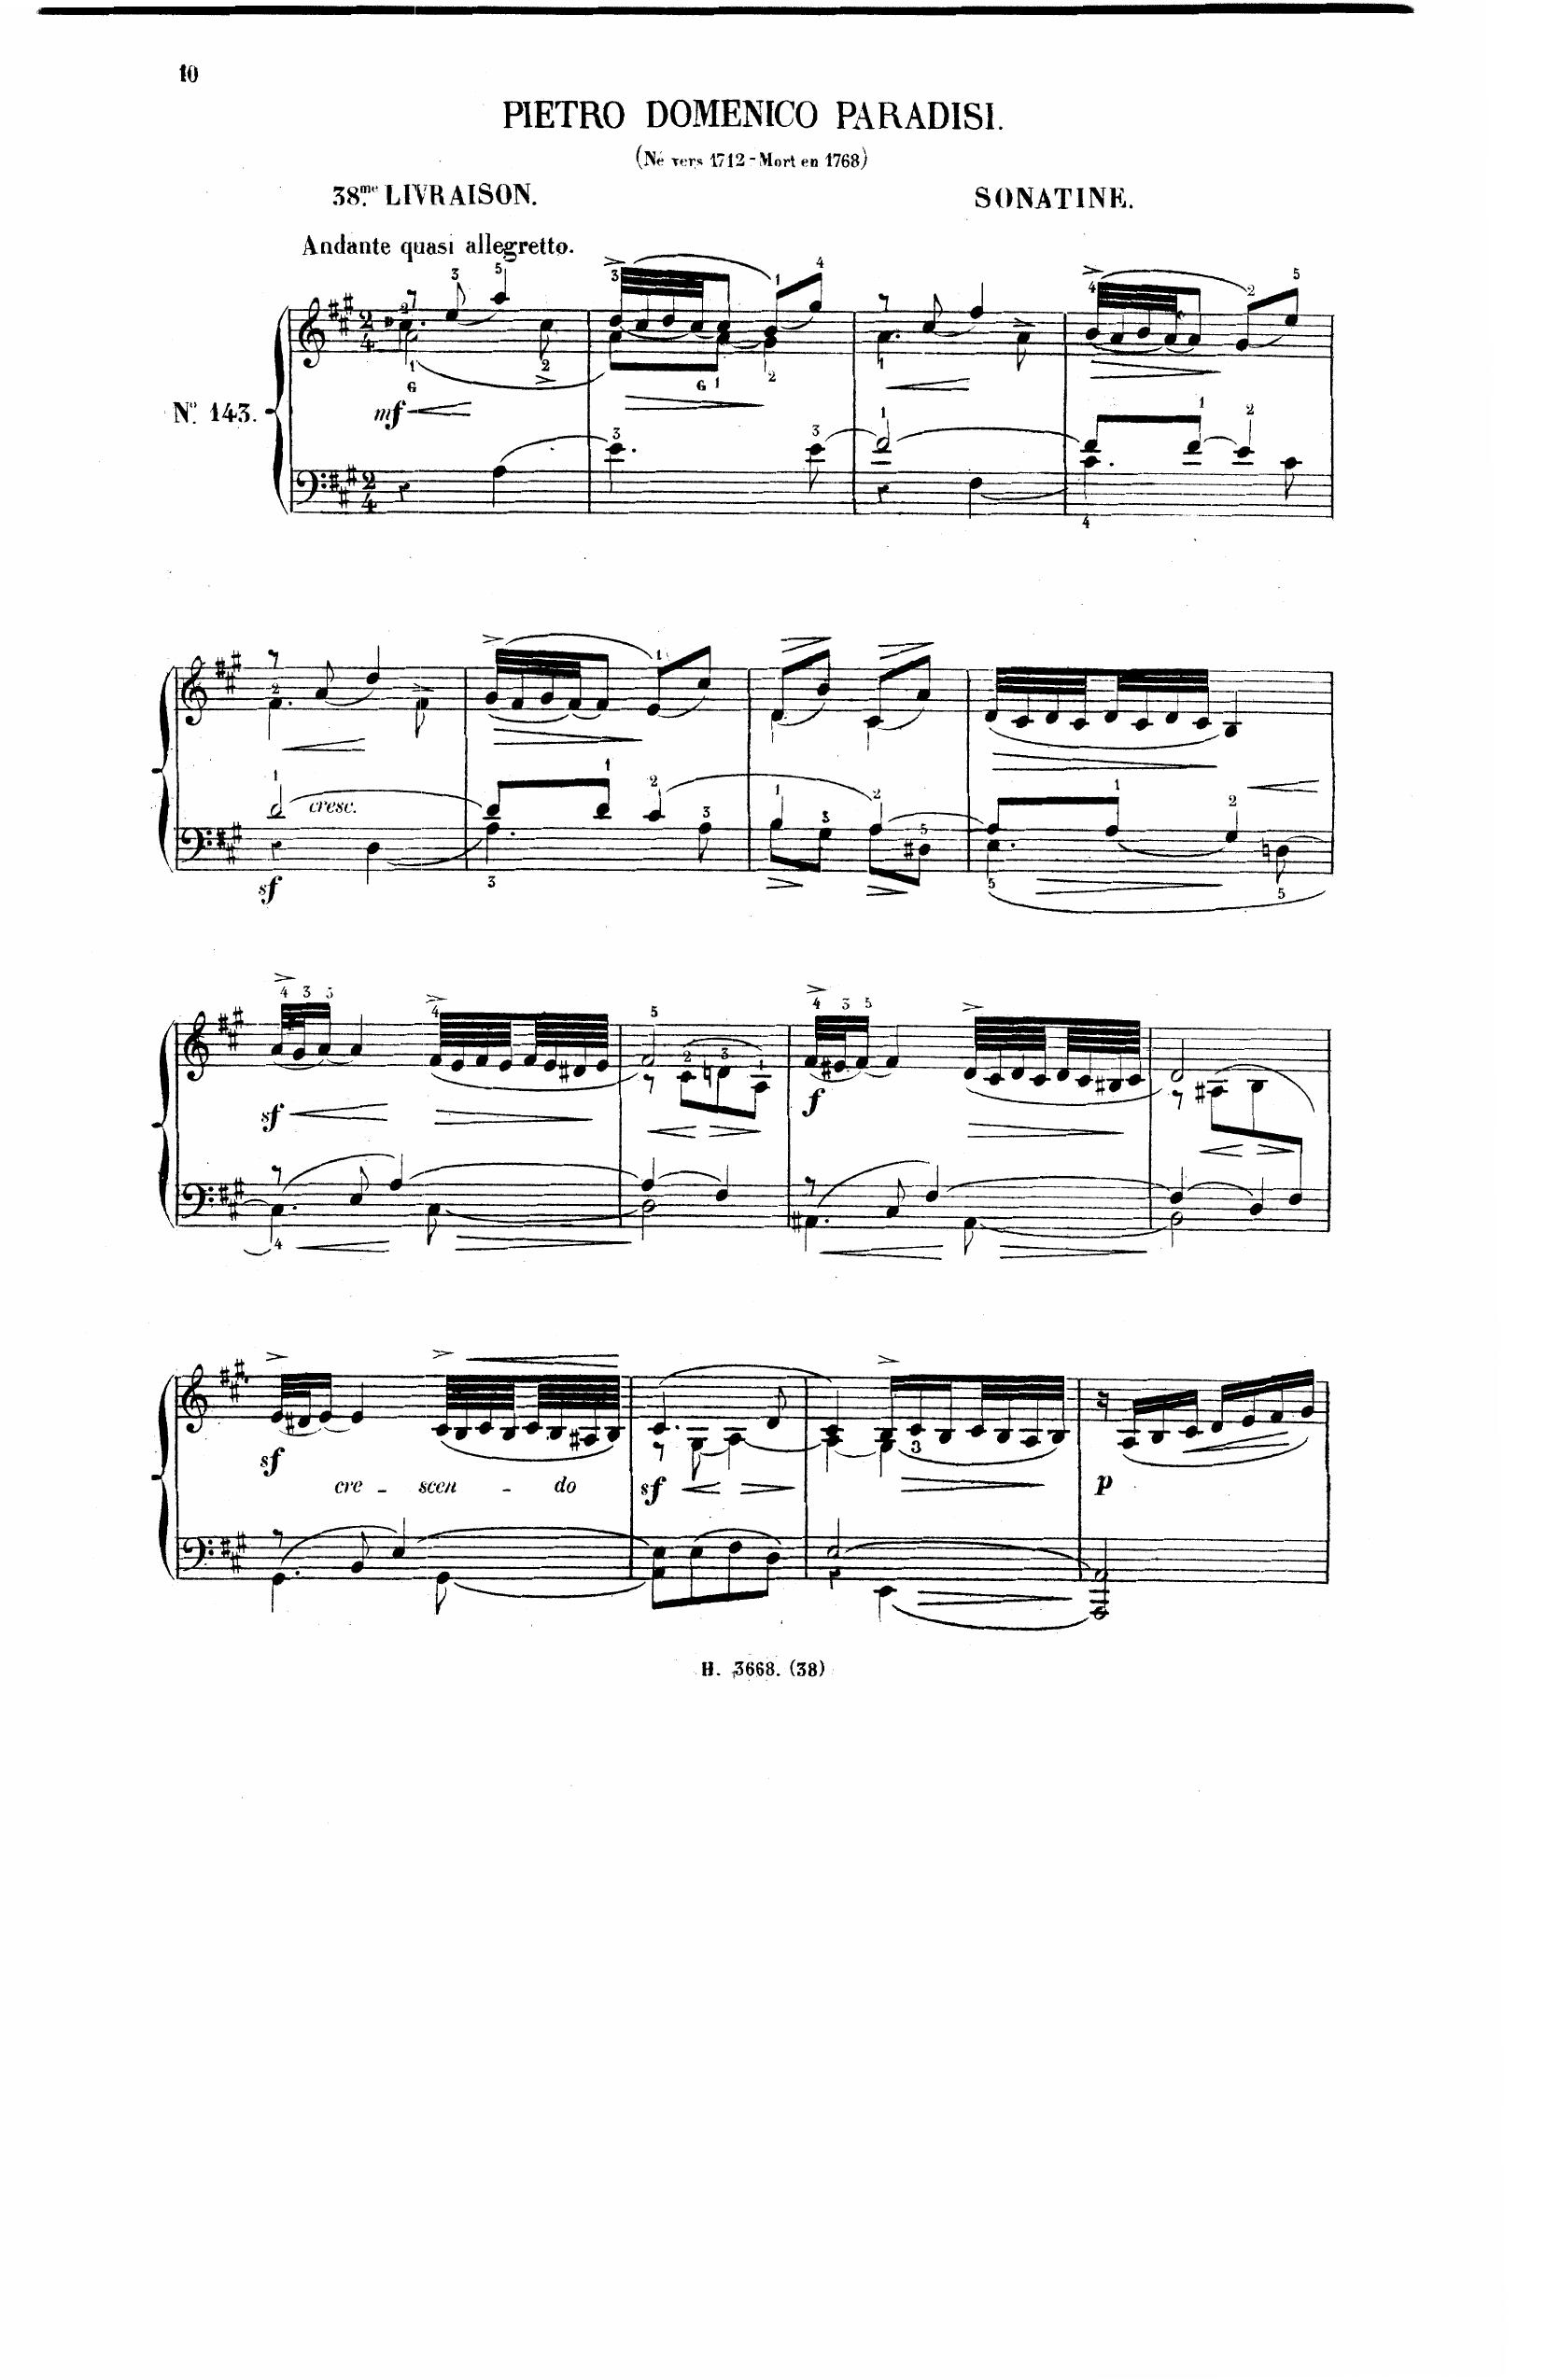 10
PIETRO DOMENICO PARADISI.
(Né vers 1712 - Mort en 1768)
38.me LIVRAISON.
SONATINE.
Andante quasi allegretto.
No. 143.
mf
cresc.
sf
sf
f
sf
cre - scen - do
sf
p
H. 3668. (38)